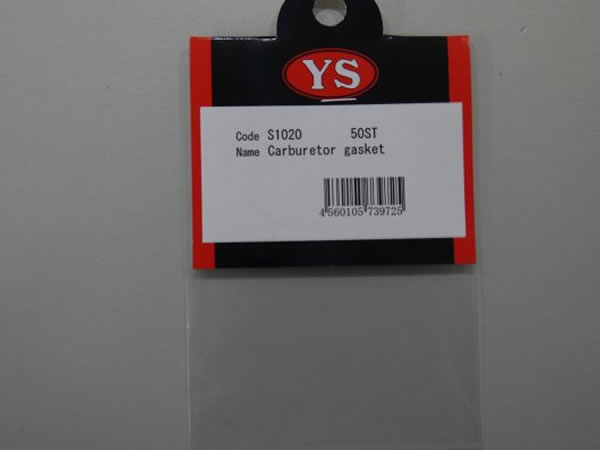 YS
Code S1020 50ST
Name Carburetor gasket
4560105739725